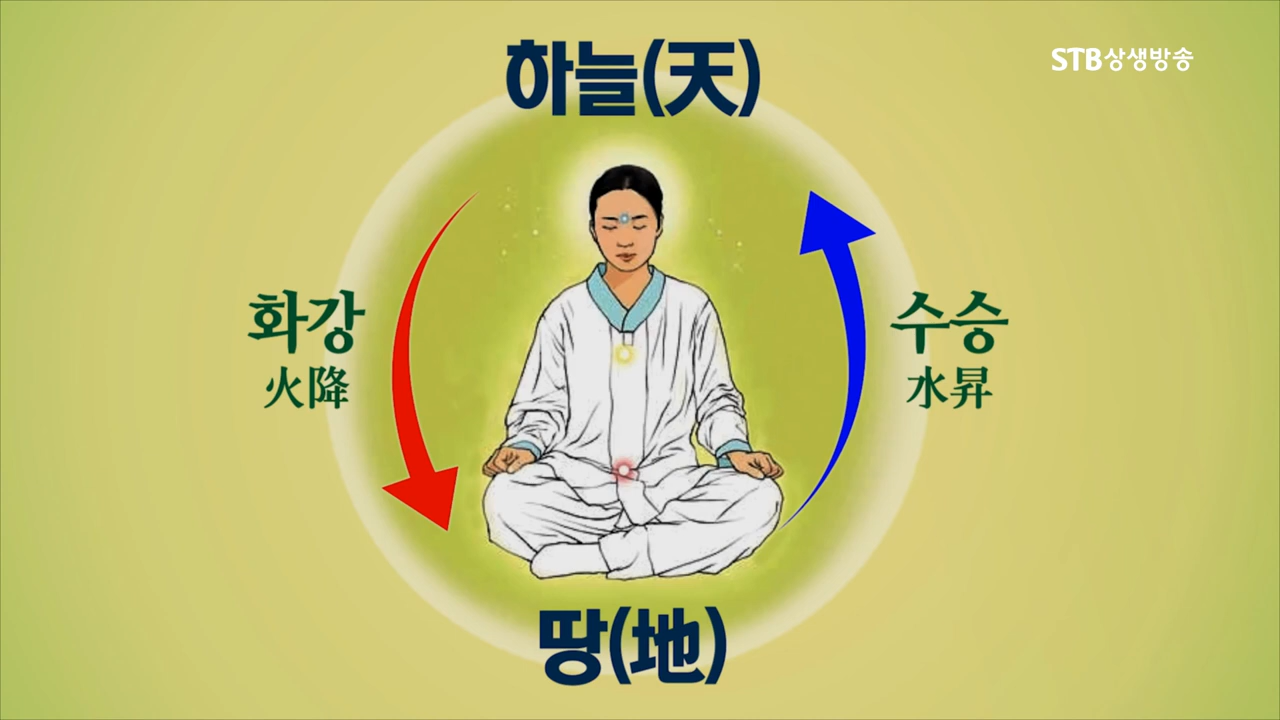 하늘(天)
STB상생방송
화강
火降
수승
水昇
땅(地)